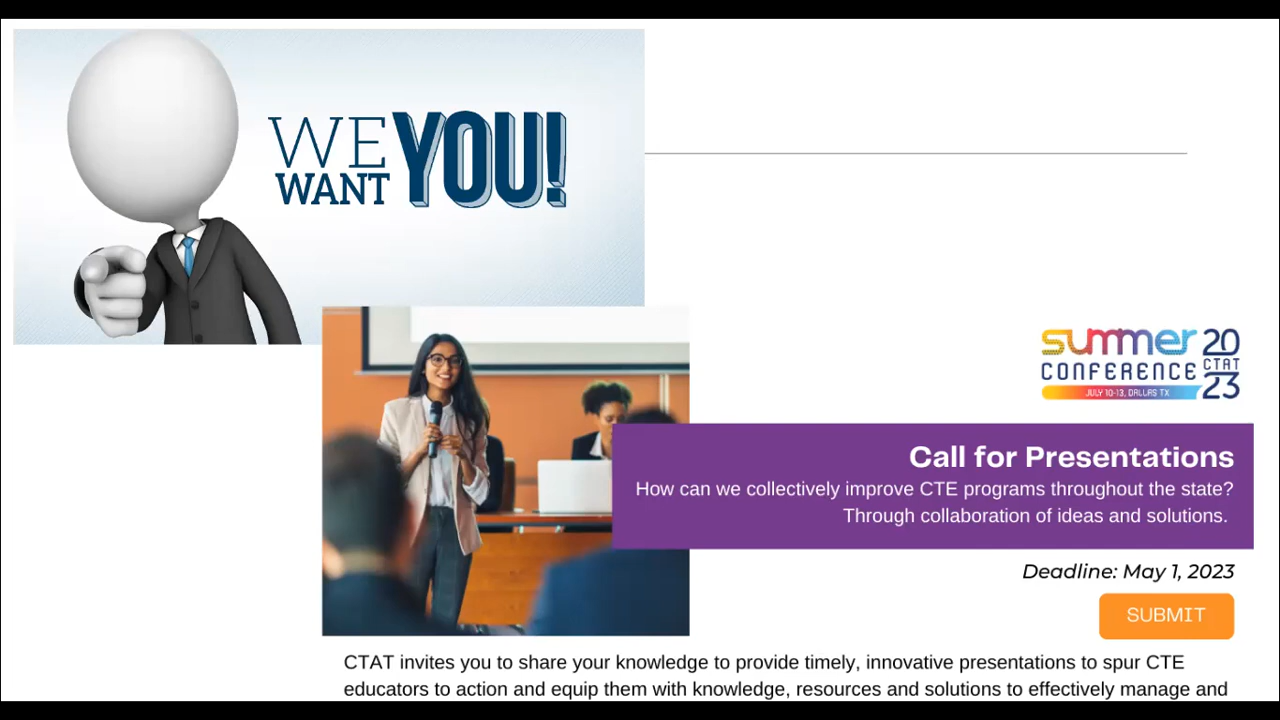 WE
WANT YOU!
summer 20
CONFERENCE CTAT
JULY 10-13, DALLAS TX 23
Call for Presentations
How can we collectively improve CTE programs throughout the state?
Through collaboration of ideas and solutions.
Deadline: May 1, 2023
SUBMIT
CTAT invites you to share your knowledge to provide timely, innovative presentations to spur CTE
educators to action and equip them with knowledge, resources and solutions to effectively manage and